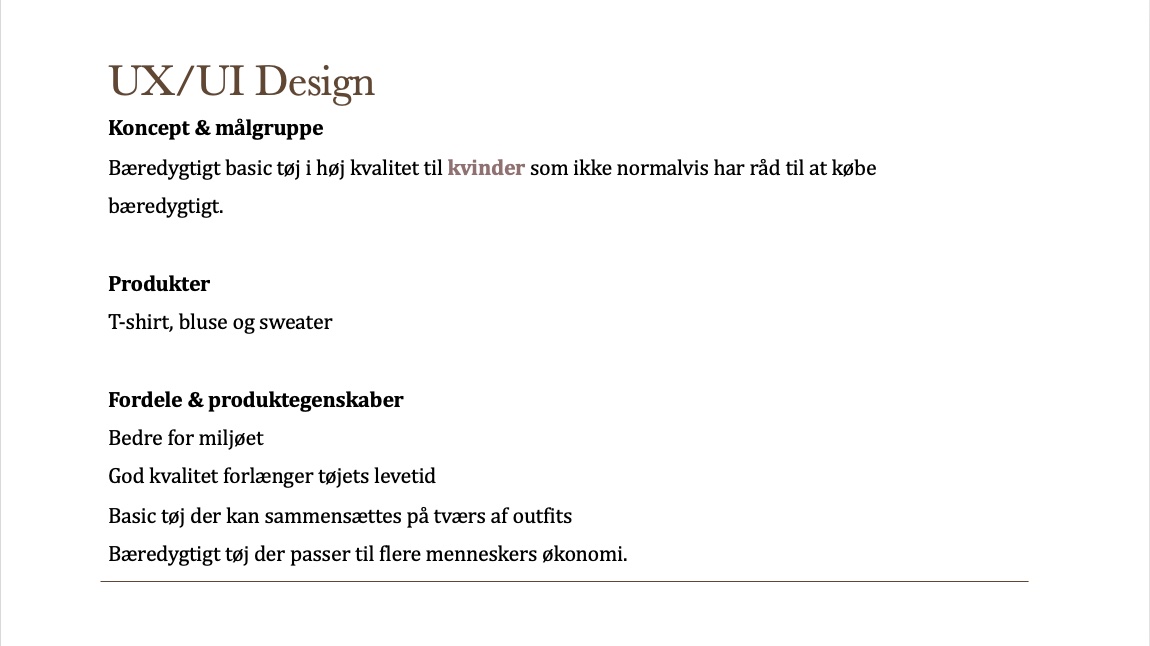 UX/UI Design
Koncept & målgruppe
Bæredygtigt basic tøj i høj kvalitet til kvinder som ikke normalvis har råd til at købe
bæredygtigt.
Produkter
T-shirt, bluse og sweater
Fordele & produktegenskaber
Bedre for miljøet
God kvalitet forlænger tøjets levetid
Basic tøj der kan sammensættes på tværs af outfits
Bæredygtigt tøj der passer til flere menneskers økonomi.